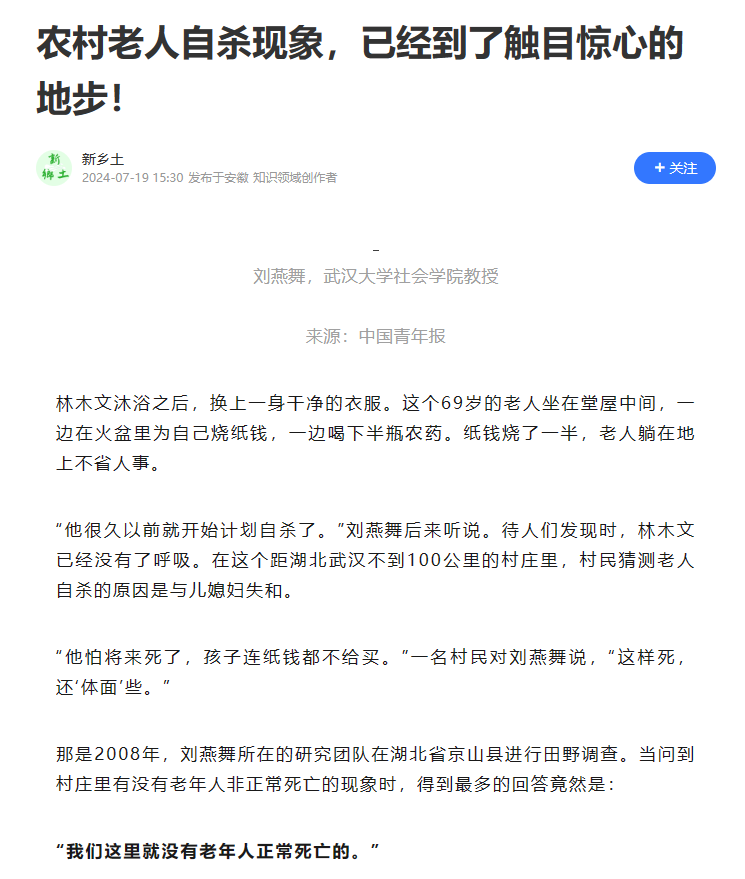 农村老人自杀现象，已经到了触目惊心的
地步！
新
乡土
新乡土
2024-07-19 15:30 发布于安徽 知识领域创作者
+ 关注
-
刘燕舞，武汉大学社会学院教授
来源：中国青年报
林木文沐浴之后，换上一身干净的衣服。这个69岁的老人坐在堂屋中间，一
边在火盆里为自己烧纸钱，一边喝下半瓶农药。纸钱烧了一半，老人躺在地
上不省人事。
“他很久以前就开始计划自杀了。”刘燕舞后来听说。待人们发现时，林木文
已经没有了呼吸。在这个距湖北武汉不到100公里的村庄里，村民猜测老人
自杀的原因是与儿媳妇失和。
“他怕将来死了，孩子连纸钱都不给买。”一名村民对刘燕舞说，“这样死，
还‘体面’些。”
那是2008年，刘燕舞所在的研究团队在湖北省京山县进行田野调查。当问到
村庄里有没有老年人非正常死亡的现象时，得到最多的回答竟然是：
“我们这里就没有老年人正常死亡的。”